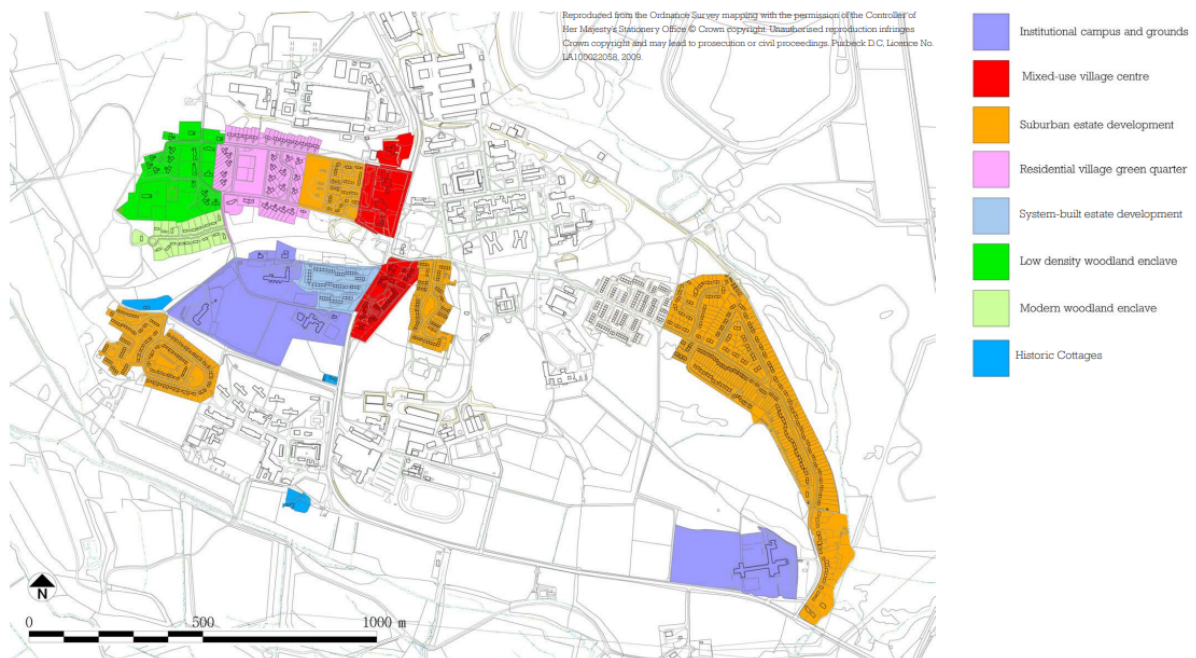 Reproduced from the Ordnance Survey mapping with the permission of the Controller of
Her Majesty's Stationery Office © Crown copyright. Unauthorised reproduction infringes
Crown copyright and may lead to prosecution or civil proceedings. Purbeck D.C, Licence No.
LA100022058, 2009.
Institutional campus and grounds
Mixed-use village centre
Suburban estate development
Residential village green quarter
System-built estate development
Low density woodland enclave
Modern woodland enclave
Historic Cottages
N
0 500 1000 m